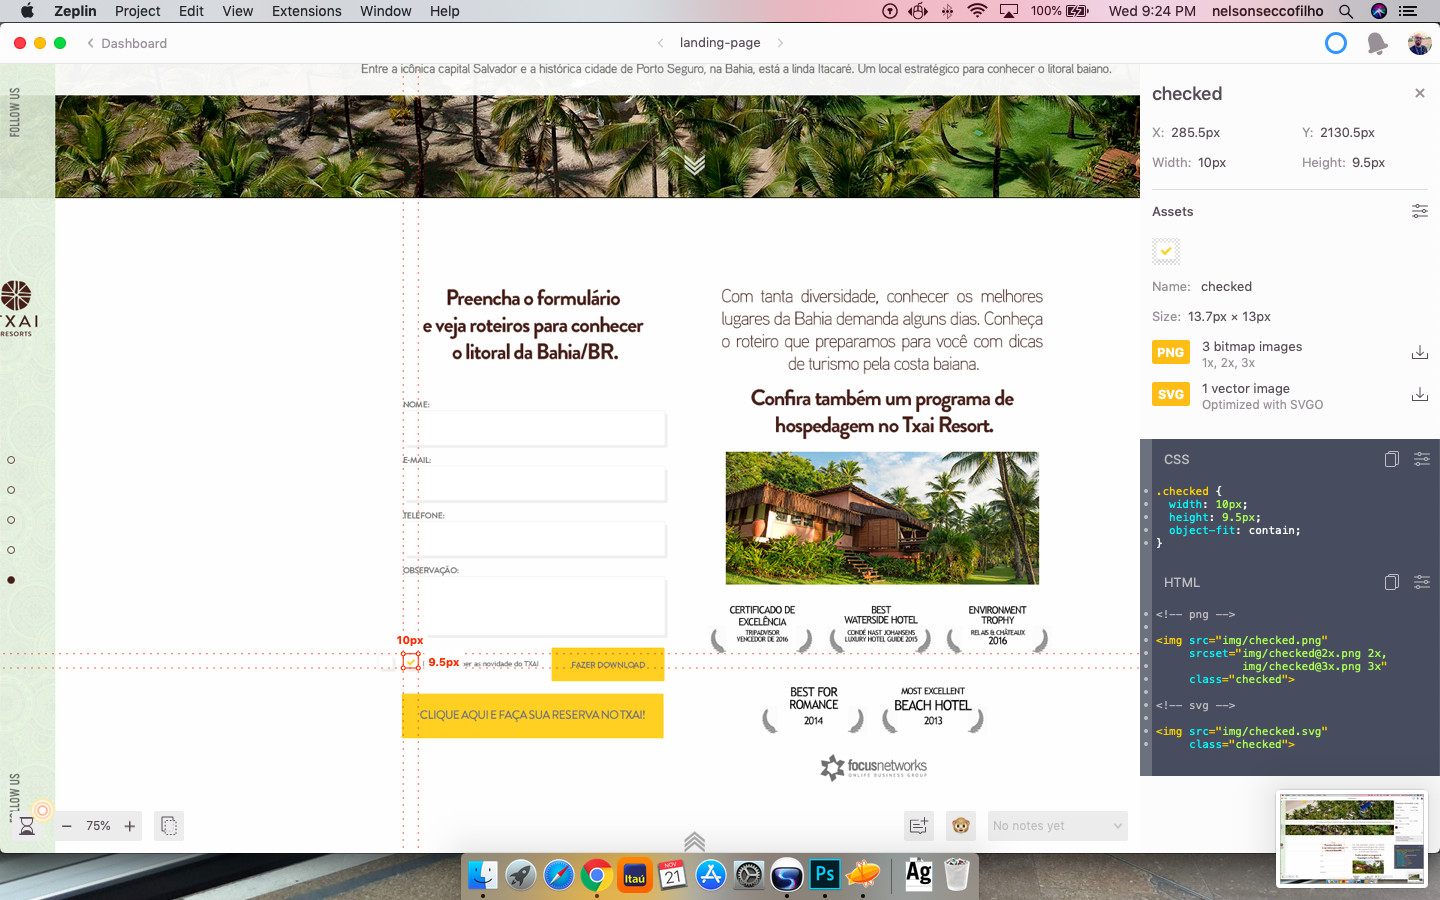 Zeplin Project Edit View Extensions Window Help
100% Wed 9:24 PM nelsonseccofilho
Dashboard
landing-page
Entre a icônica capital Salvador e a histórica cidade de Porto Seguro, na Bahia, está a linda Itacaré. Um local estratégico para conhecer o litoral baiano.
FOLLOW US
TXAI
RESORTS
Preencha o formulário
e veja roteiros para conhecer
o litoral da Bahia/BR.
NOME:
E-MAIL:
TELEFONE:
OBSERVAÇÃO:
10px
9.5px
er as novidade do TXAI
FAZER DOWNLOAD
CLIQUE AQUI E FAÇA SUA RESERVA NO TXAI!
Com tanta diversidade, conhecer os melhores
lugares da Bahia demanda alguns dias. Conheça
o roteiro que preparamos para você com dicas
de turismo pela costa baiana.
Confira também um programa de
hospedagem no Txai Resort.
CERTIFICADO DE
EXCELÊNCIA
TRIPADVISOR
VENCEDOR DE 2016
BEST
WATERSIDE HOTEL
CONDÉ NAST JOHANSENS
LUXURY HOTEL GUIDE 2015
ENVIRONMENT
TROPHY
RELAIS & CHÂTEAUX
2016
BEST FOR
ROMANCE
2014
MOST EXCELLENT
BEACH HOTEL
2013
focusnetworks
ONLIFE BUSINESS GROUP
FOLLOW US
75%
No notes yet
checked
X: 285.5px Y: 2130.5px
Width: 10px Height: 9.5px
Assets
Name: checked
Size: 13.7px × 13px
PNG 3 bitmap images
1x, 2x, 3x
SVG 1 vector image
Optimized with SVGO
CSS
.checked {
width: 10px;
height: 9.5px;
object-fit: contain;
}
HTML
<!-- png -->
<img src="img/checked.png"
srcset="img/checked@2x.png 2x,
img/checked@3x.png 3x"
class="checked">
<!-- svg -->
<img src="img/checked.svg"
class="checked">
Itaú
NOV
21
Ps
Ag